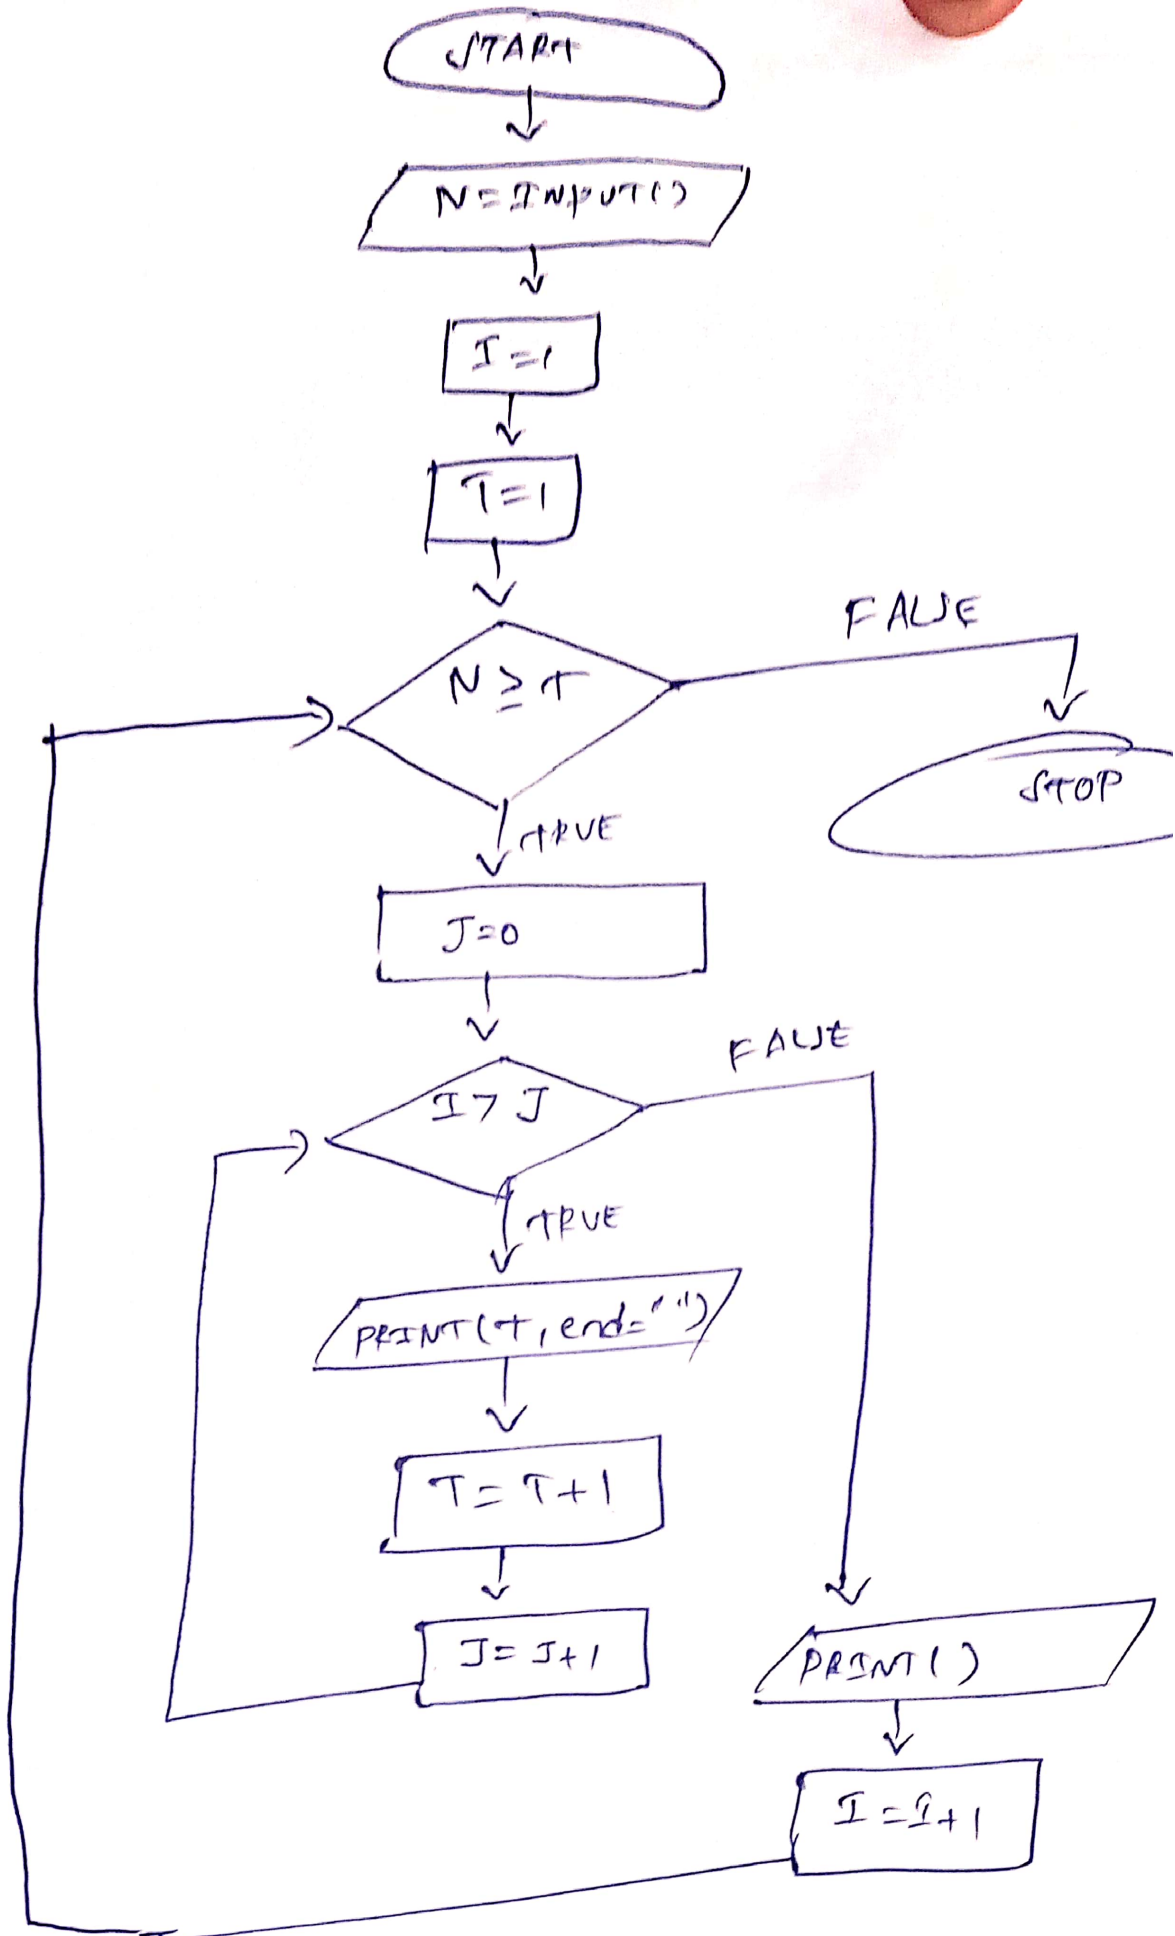 START
N=INPUT()
I=1
T=1
N≥T
FALSE
STOP
TRUE
J=0
I>J
FALSE
TRUE
PRINT(T,end=" ")
T=T+1
J=J+1
PRINT()
I=I+1